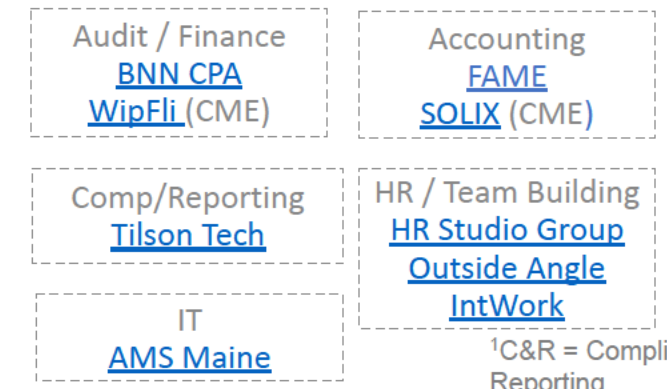 Audit / Finance
BNN CPA
WipFli (CME)
Accounting
FAME
SOLIX (CME)
Comp/Reporting
Tilson Tech
HR / Team Building
HR Studio Group
Outside Angle
IntWork
IT
AMS Maine
¹C&R = Compli
Reporting